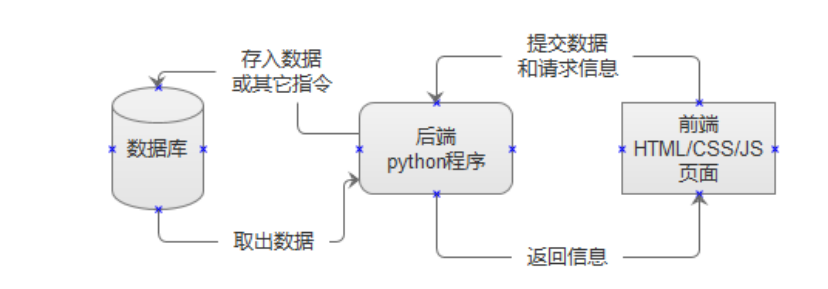 存入数据
或其它指令
提交数据
和请求信息
数据库
后端
python程序
前端
HTML/CSS/JS
页面
取出数据
返回信息